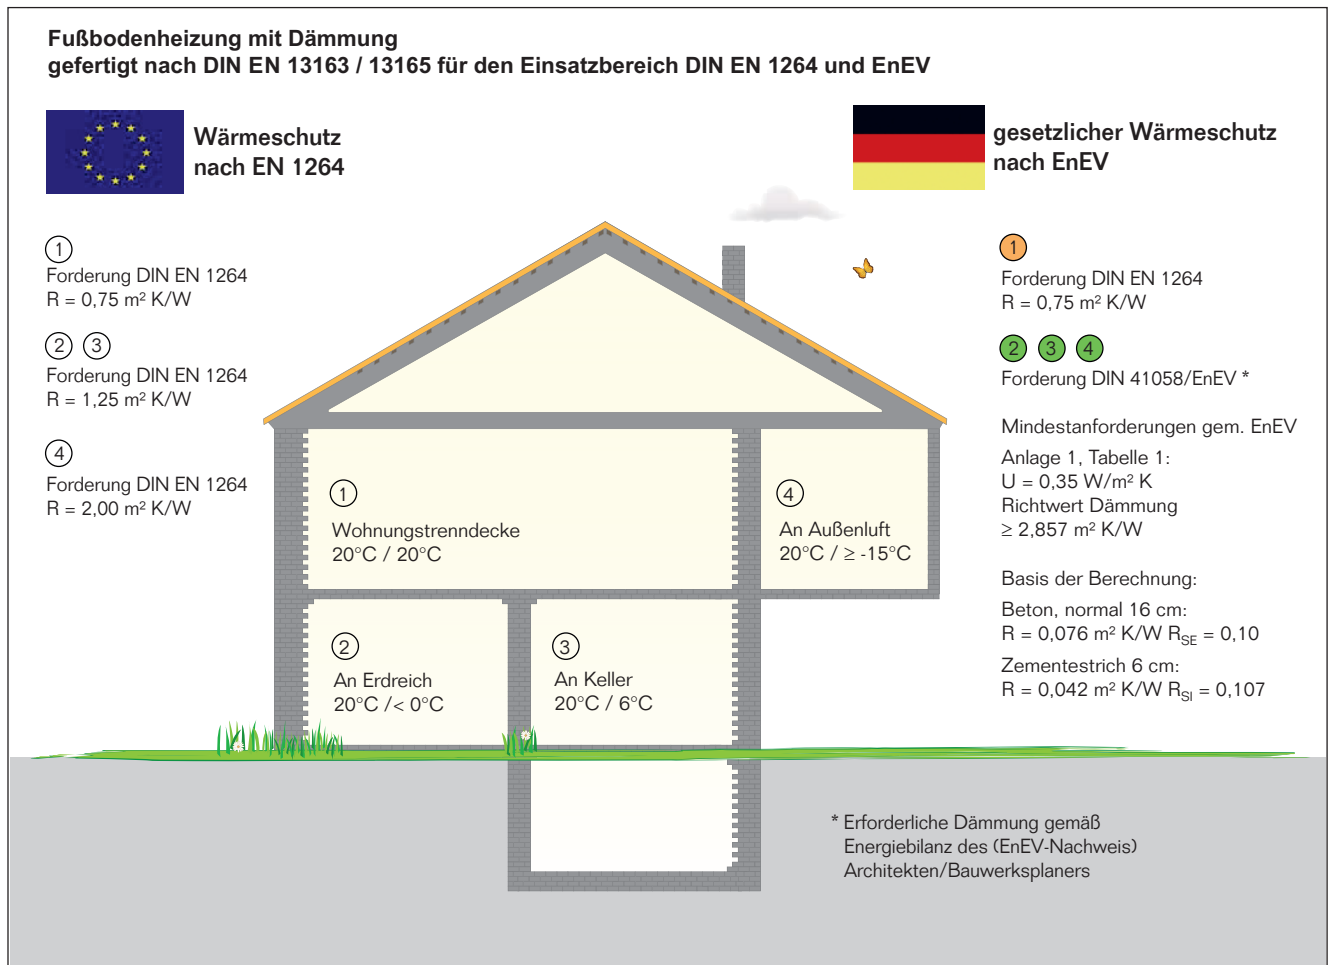 Fußbodenheizung mit Dämmung
gefertigt nach DIN EN 13163 / 13165 für den Einsatzbereich DIN EN 1264 und EnEV
Wärmeschutz
nach EN 1264
gesetzlicher Wärmeschutz
nach EnEV
1
Forderung DIN EN 1264
R = 0,75 m² K/W
2 3
Forderung DIN EN 1264
R = 1,25 m² K/W
4
Forderung DIN EN 1264
R = 2,00 m² K/W
1
Wohnungstrenndecke
20°C / 20°C
4
An Außenluft
20°C / ≥ -15°C
2
An Erdreich
20°C /< 0°C
3
An Keller
20°C / 6°C
1
Forderung DIN EN 1264
R = 0,75 m² K/W
2 3 4
Forderung DIN 41058/EnEV *
Mindestanforderungen gem. EnEV
Anlage 1, Tabelle 1:
U = 0,35 W/m² K
Richtwert Dämmung
≥ 2,857 m² K/W
Basis der Berechnung:
Beton, normal 16 cm:
R = 0,076 m² K/W R_SE = 0,10
Zementestrich 6 cm:
R = 0,042 m² K/W R_SI = 0,107
* Erforderliche Dämmung gemäß
Energiebilanz des (EnEV-Nachweis)
Architekten/Bauwerksplaners